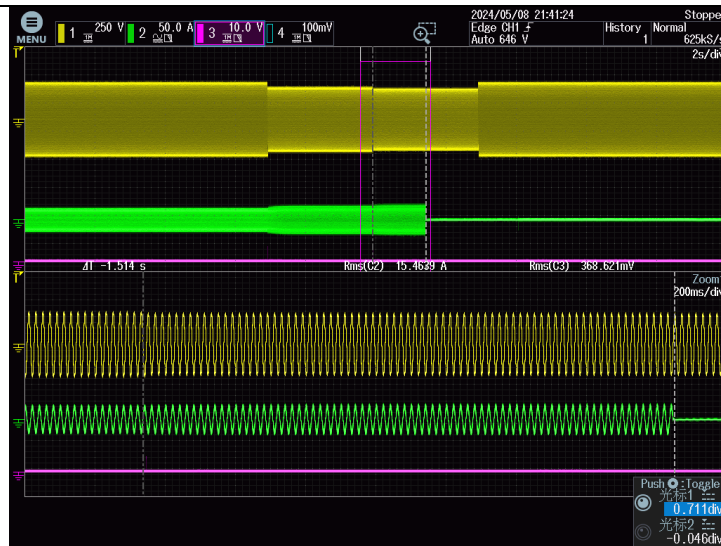 2024/05/08 21:41:24 Stoppe
MENU 1 250 V 2 50.0 A 3 10.0 V 4 100mV Edge CH1 History Normal
Auto 646 V 1 625kS/s
2s/div
ΔT -1.514 s Rms(C2) 15.4639 A Rms(C3) 368.621mV
Zoom1
200ms/div
Push :Toggle
光标1
0.711div
光标2
-0.046div